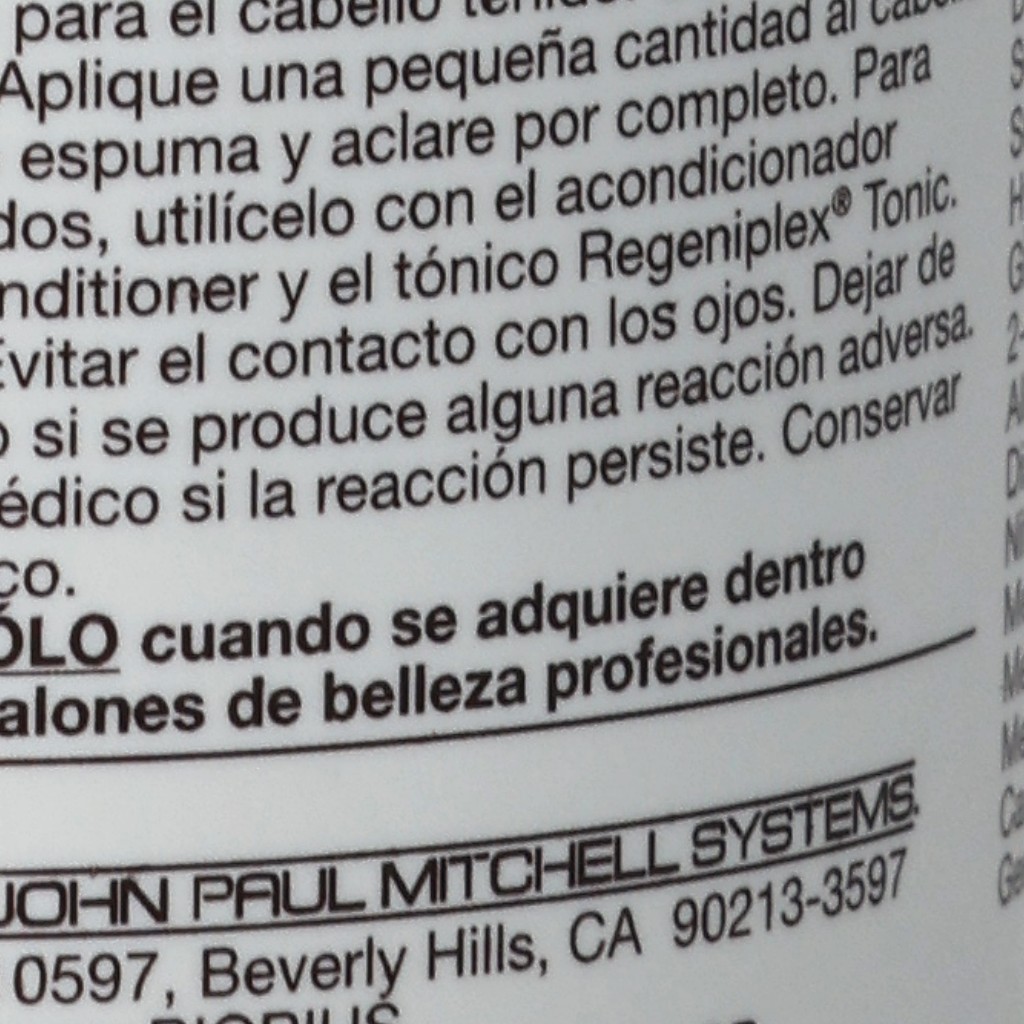 para el cabello
Aplique una pequeña cantidad al
espuma y aclare por completo. Para
dos, utilícelo con el acondicionador
nditioner y el tónico Regeniplex® Tonic.
Evitar el contacto con los ojos. Dejar de
o si se produce alguna reacción adversa.
édico si la reacción persiste. Conservar
co.
ÓLO cuando se adquiere dentro
alones de belleza profesionales.
JOHN PAUL MITCHELL SYSTEMS
0597, Beverly Hills, CA 90213-3597